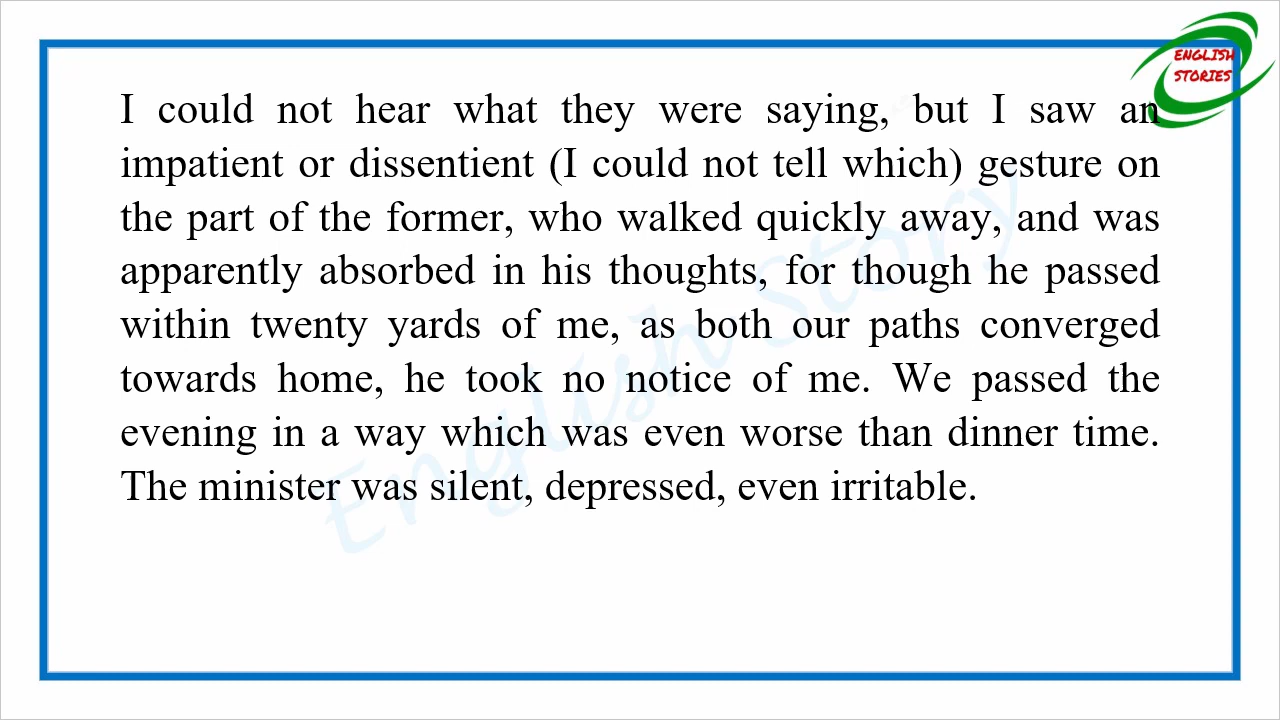 ENGLISH
STORIES
I could not hear what they were saying, but I saw an
impatient or dissentient (I could not tell which) gesture on
the part of the former, who walked quickly away, and was
apparently absorbed in his thoughts, for though he passed
within twenty yards of me, as both our paths converged
towards home, he took no notice of me. We passed the
evening in a way which was even worse than dinner time.
The minister was silent, depressed, even irritable.
English Story